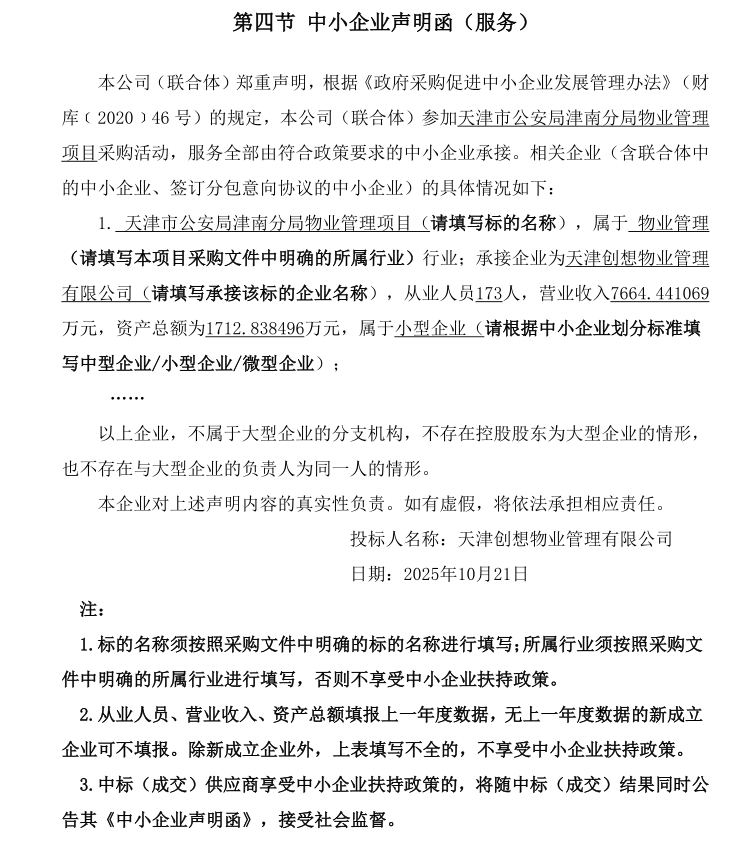 第四节 中小企业声明函（服务）
本公司（联合体）郑重声明，根据《政府采购促进中小企业发展管理办法》（财
库﹝2020﹞46 号）的规定，本公司（联合体）参加天津市公安局津南分局物业管理
项目采购活动，服务全部由符合政策要求的中小企业承接。相关企业（含联合体中
的中小企业、签订分包意向协议的中小企业）的具体情况如下：
1. 天津市公安局津南分局物业管理项目（请填写标的名称），属于 物业管理
（请填写本项目采购文件中明确的所属行业）行业；承接企业为天津创想物业管理
有限公司（请填写承接该标的企业名称），从业人员173人，营业收入7664.441069
万元，资产总额为1712.838496万元，属于小型企业（请根据中小企业划分标准填
写中型企业/小型企业/微型企业）；
……
以上企业，不属于大型企业的分支机构，不存在控股股东为大型企业的情形，
也不存在与大型企业的负责人为同一人的情形。
本企业对上述声明内容的真实性负责。如有虚假，将依法承担相应责任。
投标人名称：天津创想物业管理有限公司
日期：2025年10月21日
注：
1.标的名称须按照采购文件中明确的标的名称进行填写；所属行业须按照采购文
件中明确的所属行业进行填写，否则不享受中小企业扶持政策。
2.从业人员、营业收入、资产总额填报上一年度数据，无上一年度数据的新成立
企业可不填报。除新成立企业外，上表填写不全的，不享受中小企业扶持政策。
3.中标（成交）供应商享受中小企业扶持政策的，将随中标（成交）结果同时公
告其《中小企业声明函》，接受社会监督。